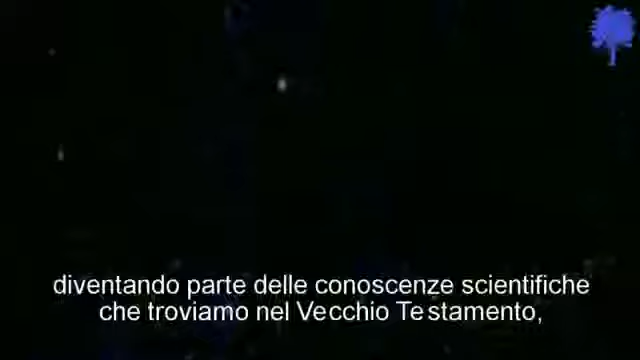 diventando parte delle conoscenze scientifiche
che troviamo nel Vecchio Testamento,